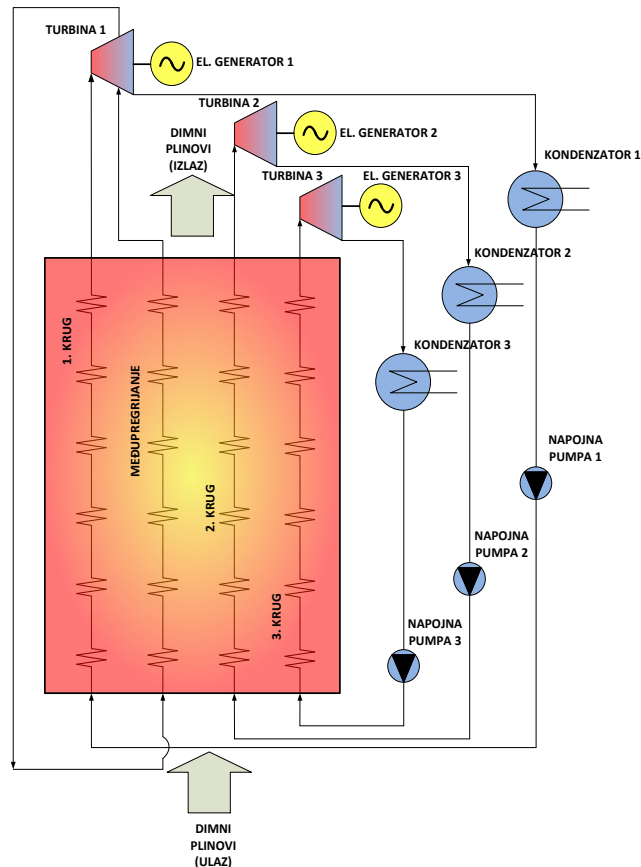 TURBINA 1
EL. GENERATOR 1
TURBINA 2
EL. GENERATOR 2
DIMNI
PLINOVI
(IZLAZ)
TURBINA 3
EL. GENERATOR 3
KONDENZATOR 1
KONDENZATOR 2
KONDENZATOR 3
1. KRUG
MEĐUPREGRIJANJE
2. KRUG
3. KRUG
NAPOJNA
PUMPA 1
NAPOJNA
PUMPA 2
NAPOJNA
PUMPA 3
DIMNI
PLINOVI
(ULAZ)